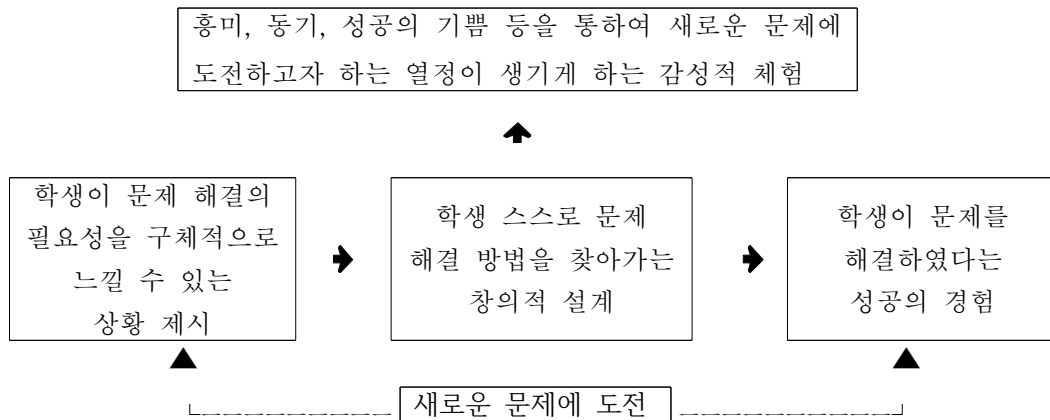 흥미, 동기, 성공의 기쁨 등을 통하여 새로운 문제에
도전하고자 하는 열정이 생기게 하는 감성적 체험
학생이 문제 해결의
필요성을 구체적으로
느낄 수 있는
상황 제시
학생 스스로 문제
해결 방법을 찾아가는
창의적 설계
학생이 문제를
해결하였다는
성공의 경험
새로운 문제에 도전